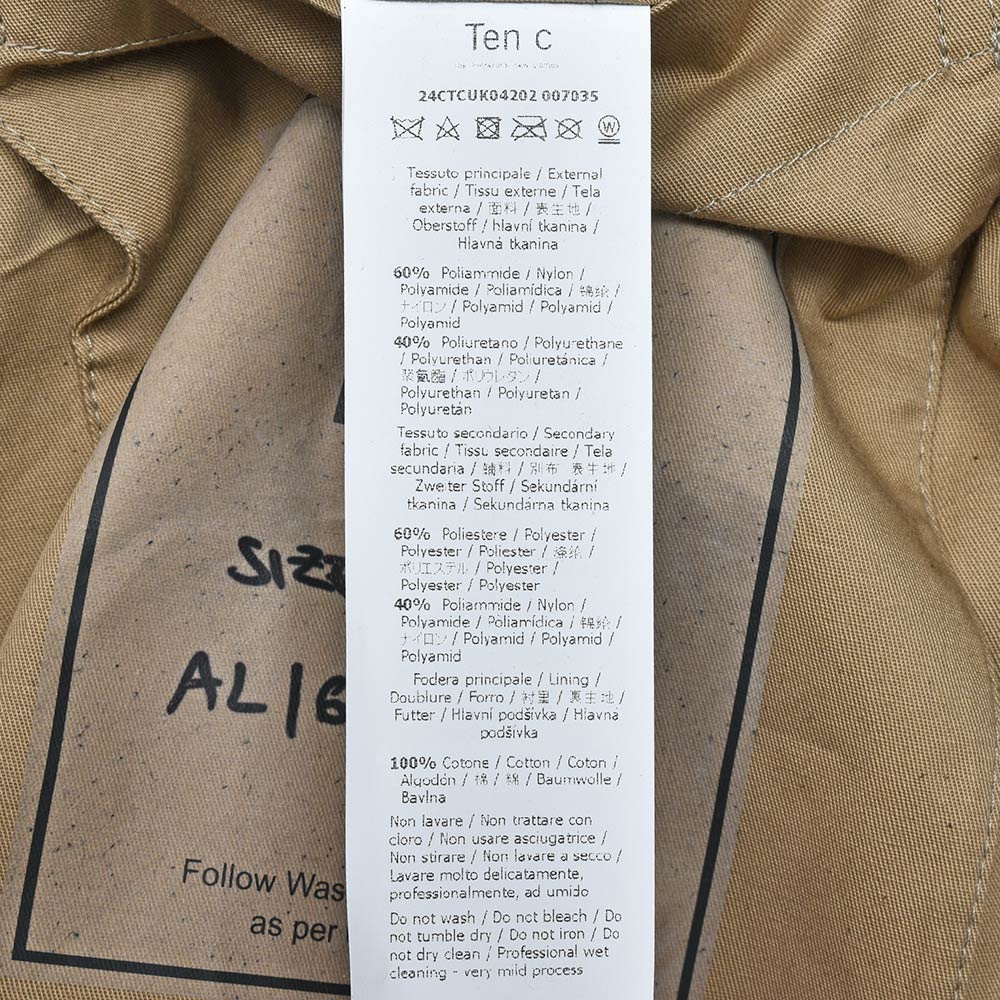 Ten c
24CTCUK04202 007035
W
Tessuto principale / External
fabric / Tissu externe / Tela
externa / 面料 / 表生地 /
Oberstoff / hlavní tkanina /
Hlavná tkanina
60% Poliammide / Nylon /
Polyamide / Poliamídica / 锦纶 /
ナイロン / Polyamid / Polyamid /
Polyamid
40% Poliuretano / Polyurethane
/ Polyurethan / Poliuretánica /
聚氨酯 / ポリウレタン /
Polyurethan / Polyuretan /
Polyuretán
Tessuto secondario / Secondary
fabric / Tissu secondaire / Tela
secundaria / 辅料 / 別布 表生地 /
Zweiter Stoff / Sekundární
tkanina / Sekundárna tkanina
60% Poliestere / Polyester /
Polyester / Poliester / 涤纶 /
ポリエステル / Polyester /
Polyester / Polyester
40% Poliammide / Nylon /
Polyamide / Poliamídica / 锦纶 /
ナイロン / Polyamid / Polyamid /
Polyamid
Fodera principale / Lining /
Doublure / Forro / 衬里 / 裏生地 /
Futter / Hlavní podšívka / Hlavná
podšívka
100% Cotone / Cotton / Coton /
Algodón / 棉 / 綿 / Baumwolle /
Bavlna
Non lavare / Non trattare con
cloro / Non usare asciugatrice /
Non stirare / Non lavare a secco /
Lavare molto delicatamente,
professionalmente, ad umido
Do not wash / Do not bleach / Do
not tumble dry / Do not iron / Do
not dry clean / Professional wet
cleaning - very mild process
SIZE
AL/6
Follow Was
as per